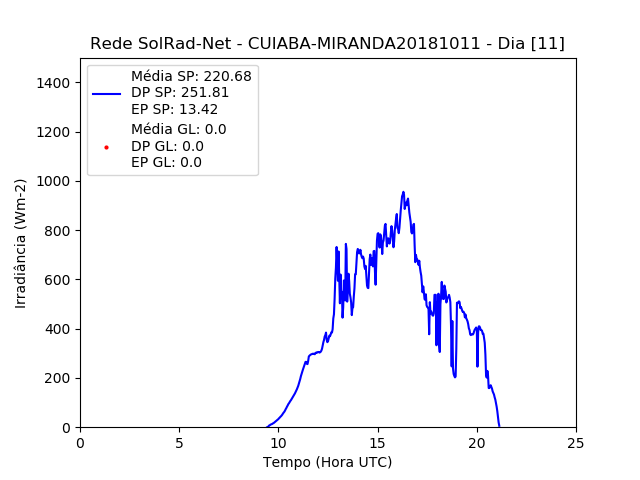 Rede SolRad-Net - CUIABA-MIRANDA20181011 - Dia [11]
Média SP: 220.68
DP SP: 251.81
EP SP: 13.42
Média GL: 0.0
DP GL: 0.0
EP GL: 0.0
Irradiância (Wm-2)
1400
1200
1000
800
600
400
200
0
0 5 10 15 20 25
Tempo (Hora UTC)